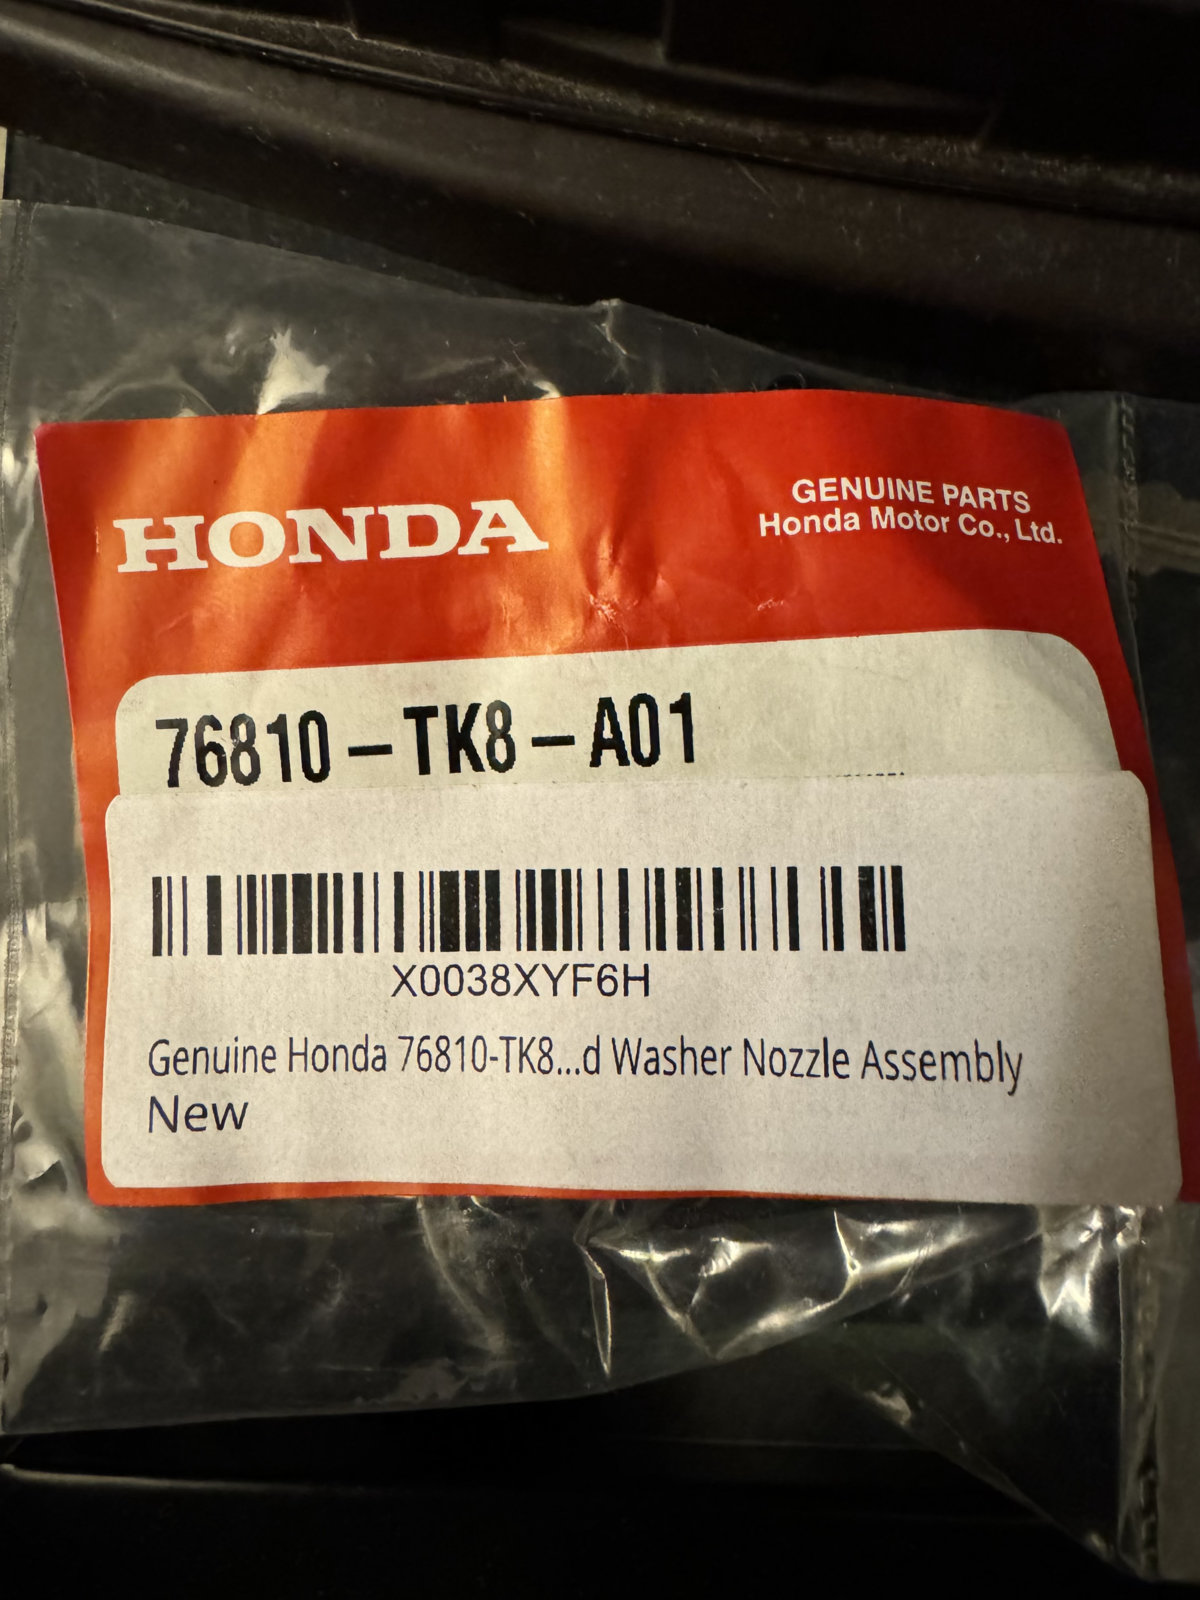 HONDA
GENUINE PARTS
Honda Motor Co., Ltd.
76810-TK8-A01
X0038XYF6H
Genuine Honda 76810-TK8...d Washer Nozzle Assembly
New